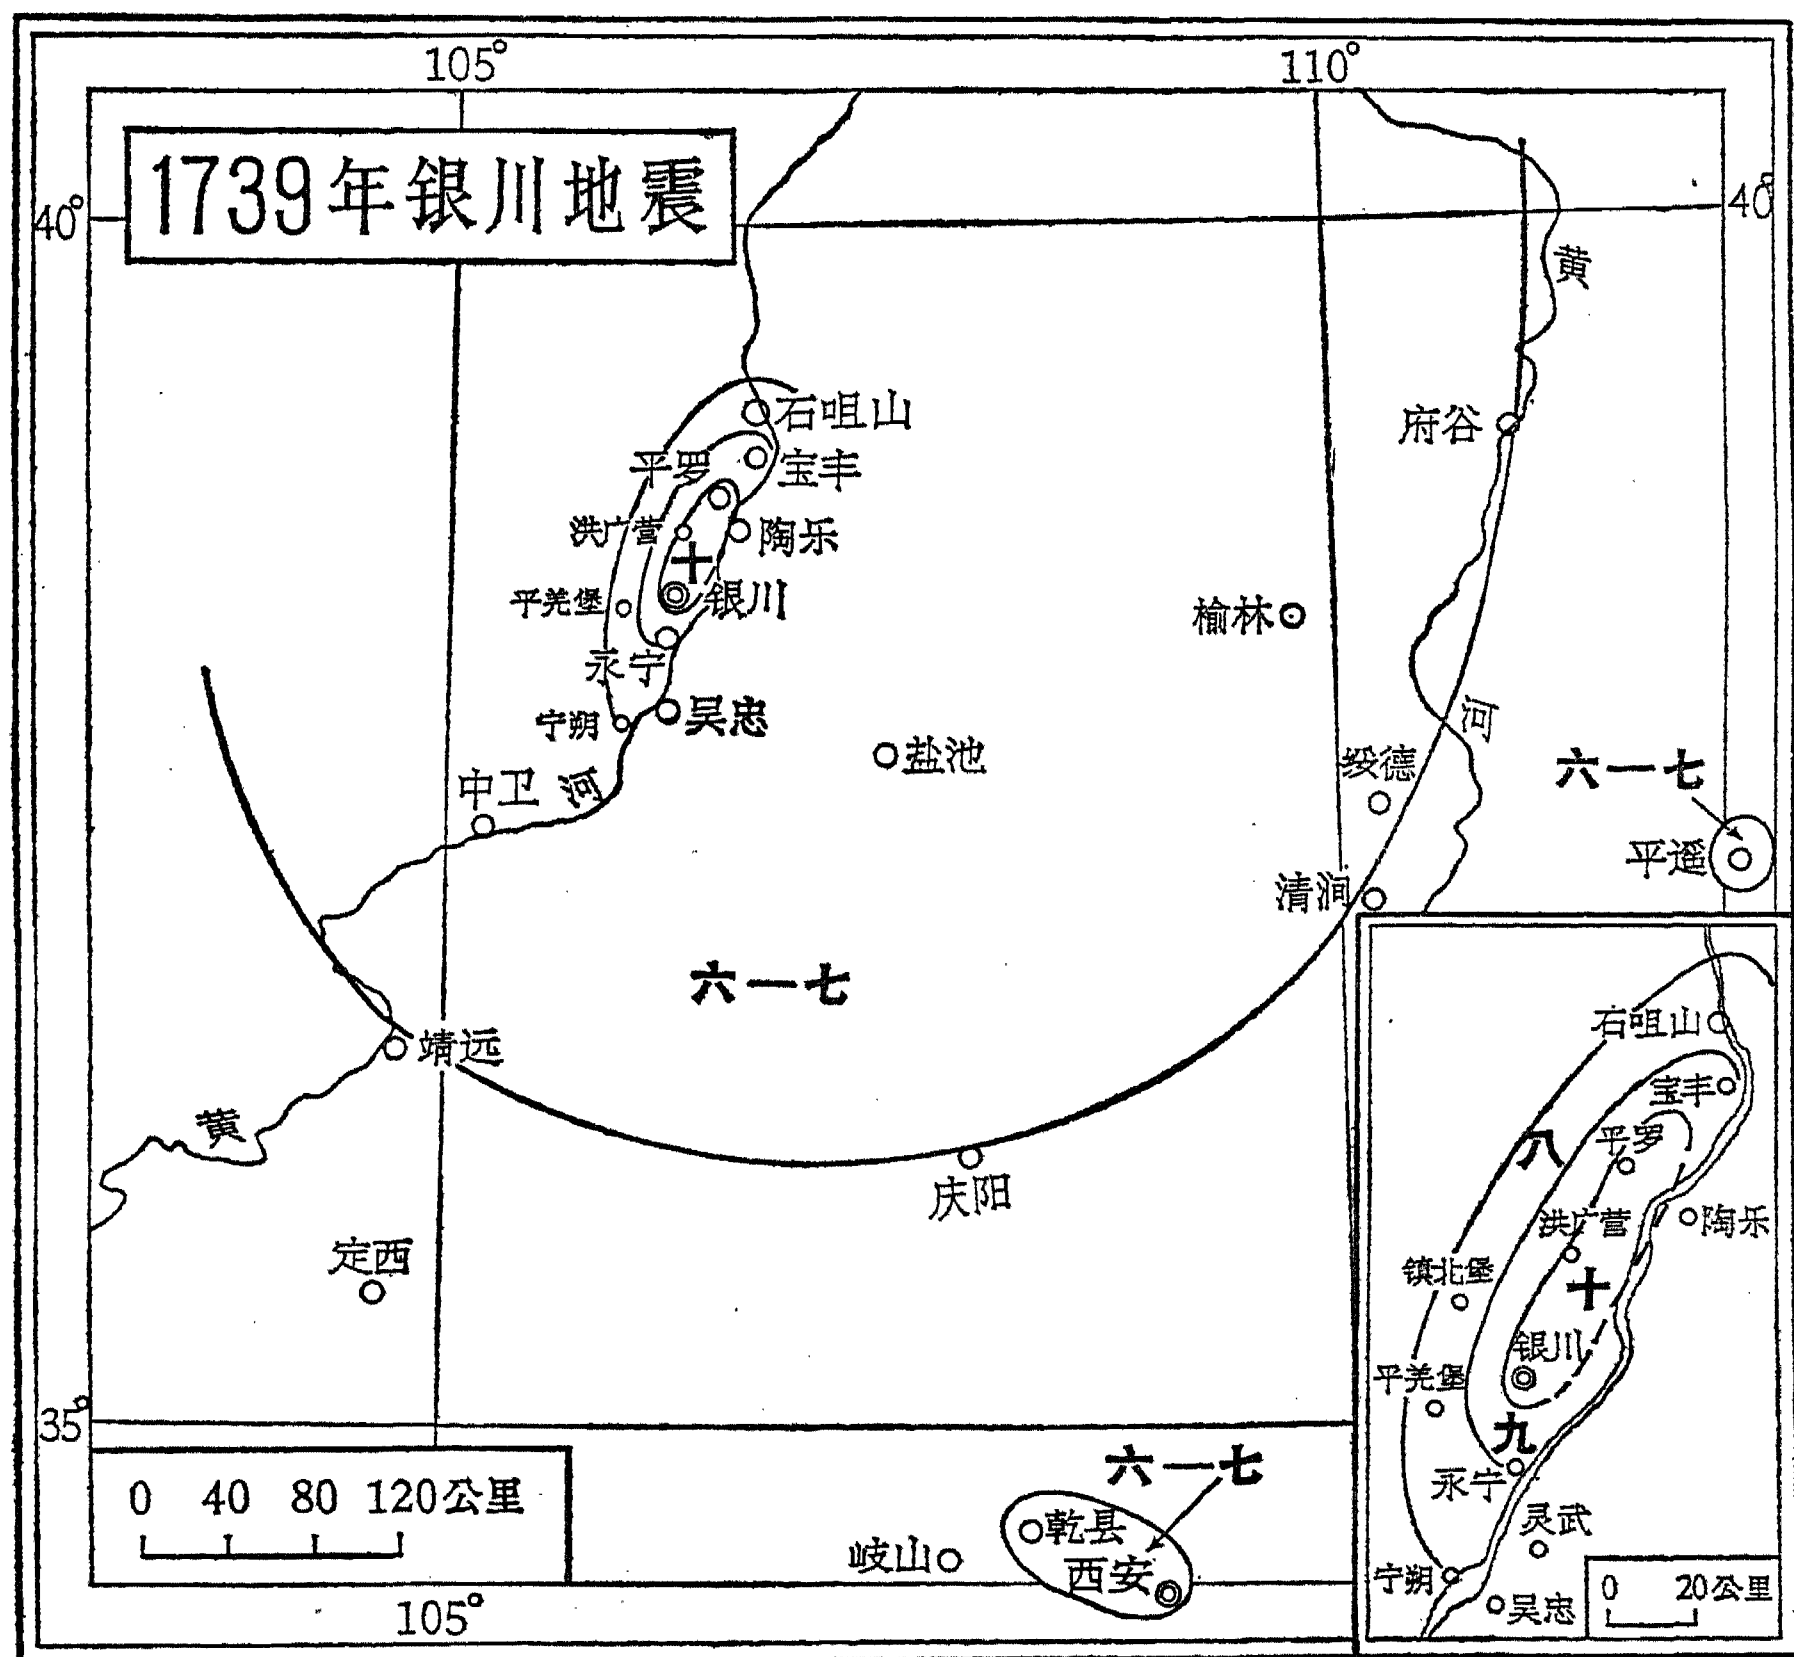 105°
110°
1739年银川地震
40°
40°
黄
石咀山
府谷
平罗
宝丰
洪广营
陶乐
十
平羌堡
银川
榆林
永宁
宁朔
吴忠
河
盐池
绥德
六一七
中卫
河
平遥
清涧
六一七
靖远
黄
庆阳
定西
35°
0 40 80 120公里
六一七
乾县
岐山
西安
105°
石咀山
宝丰
八
平罗
洪广营
陶乐
镇北堡
十
银川
平羌堡
九
永宁
灵武
宁朔
吴忠
0 20公里